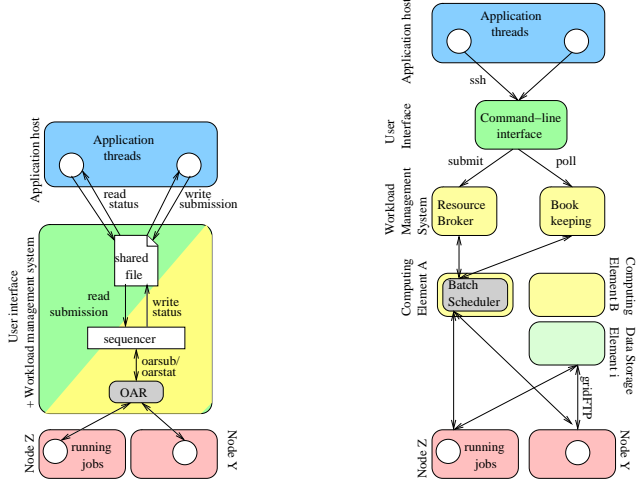 Application host
Application
threads
read
status
write
submission
User interface
+ Workload management system
shared
file
read
submission
write
status
sequencer
oarsub/
oarstat
OAR
Node Z
running
jobs
Node Y
Application host
Application
threads
ssh
User
Interface
Command−line
interface
submit
poll
Workload
Management
System
Resource
Broker
Book
keeping
Computing
Element A
Batch
Scheduler
Computing
Element B
Data Storage
Element i
gridFTP
Node Z
running
jobs
Node Y